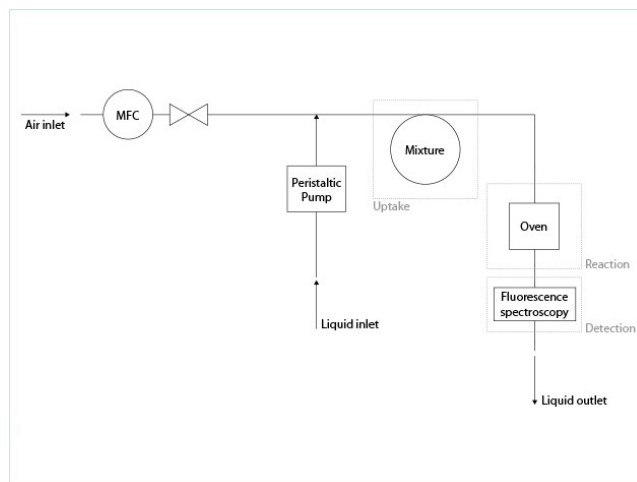 MFC
Air inlet
Mixture
Peristaltic
Pump
Uptake
Oven
Reaction
Fluorescence
spectroscopy
Liquid inlet
Detection
Liquid outlet